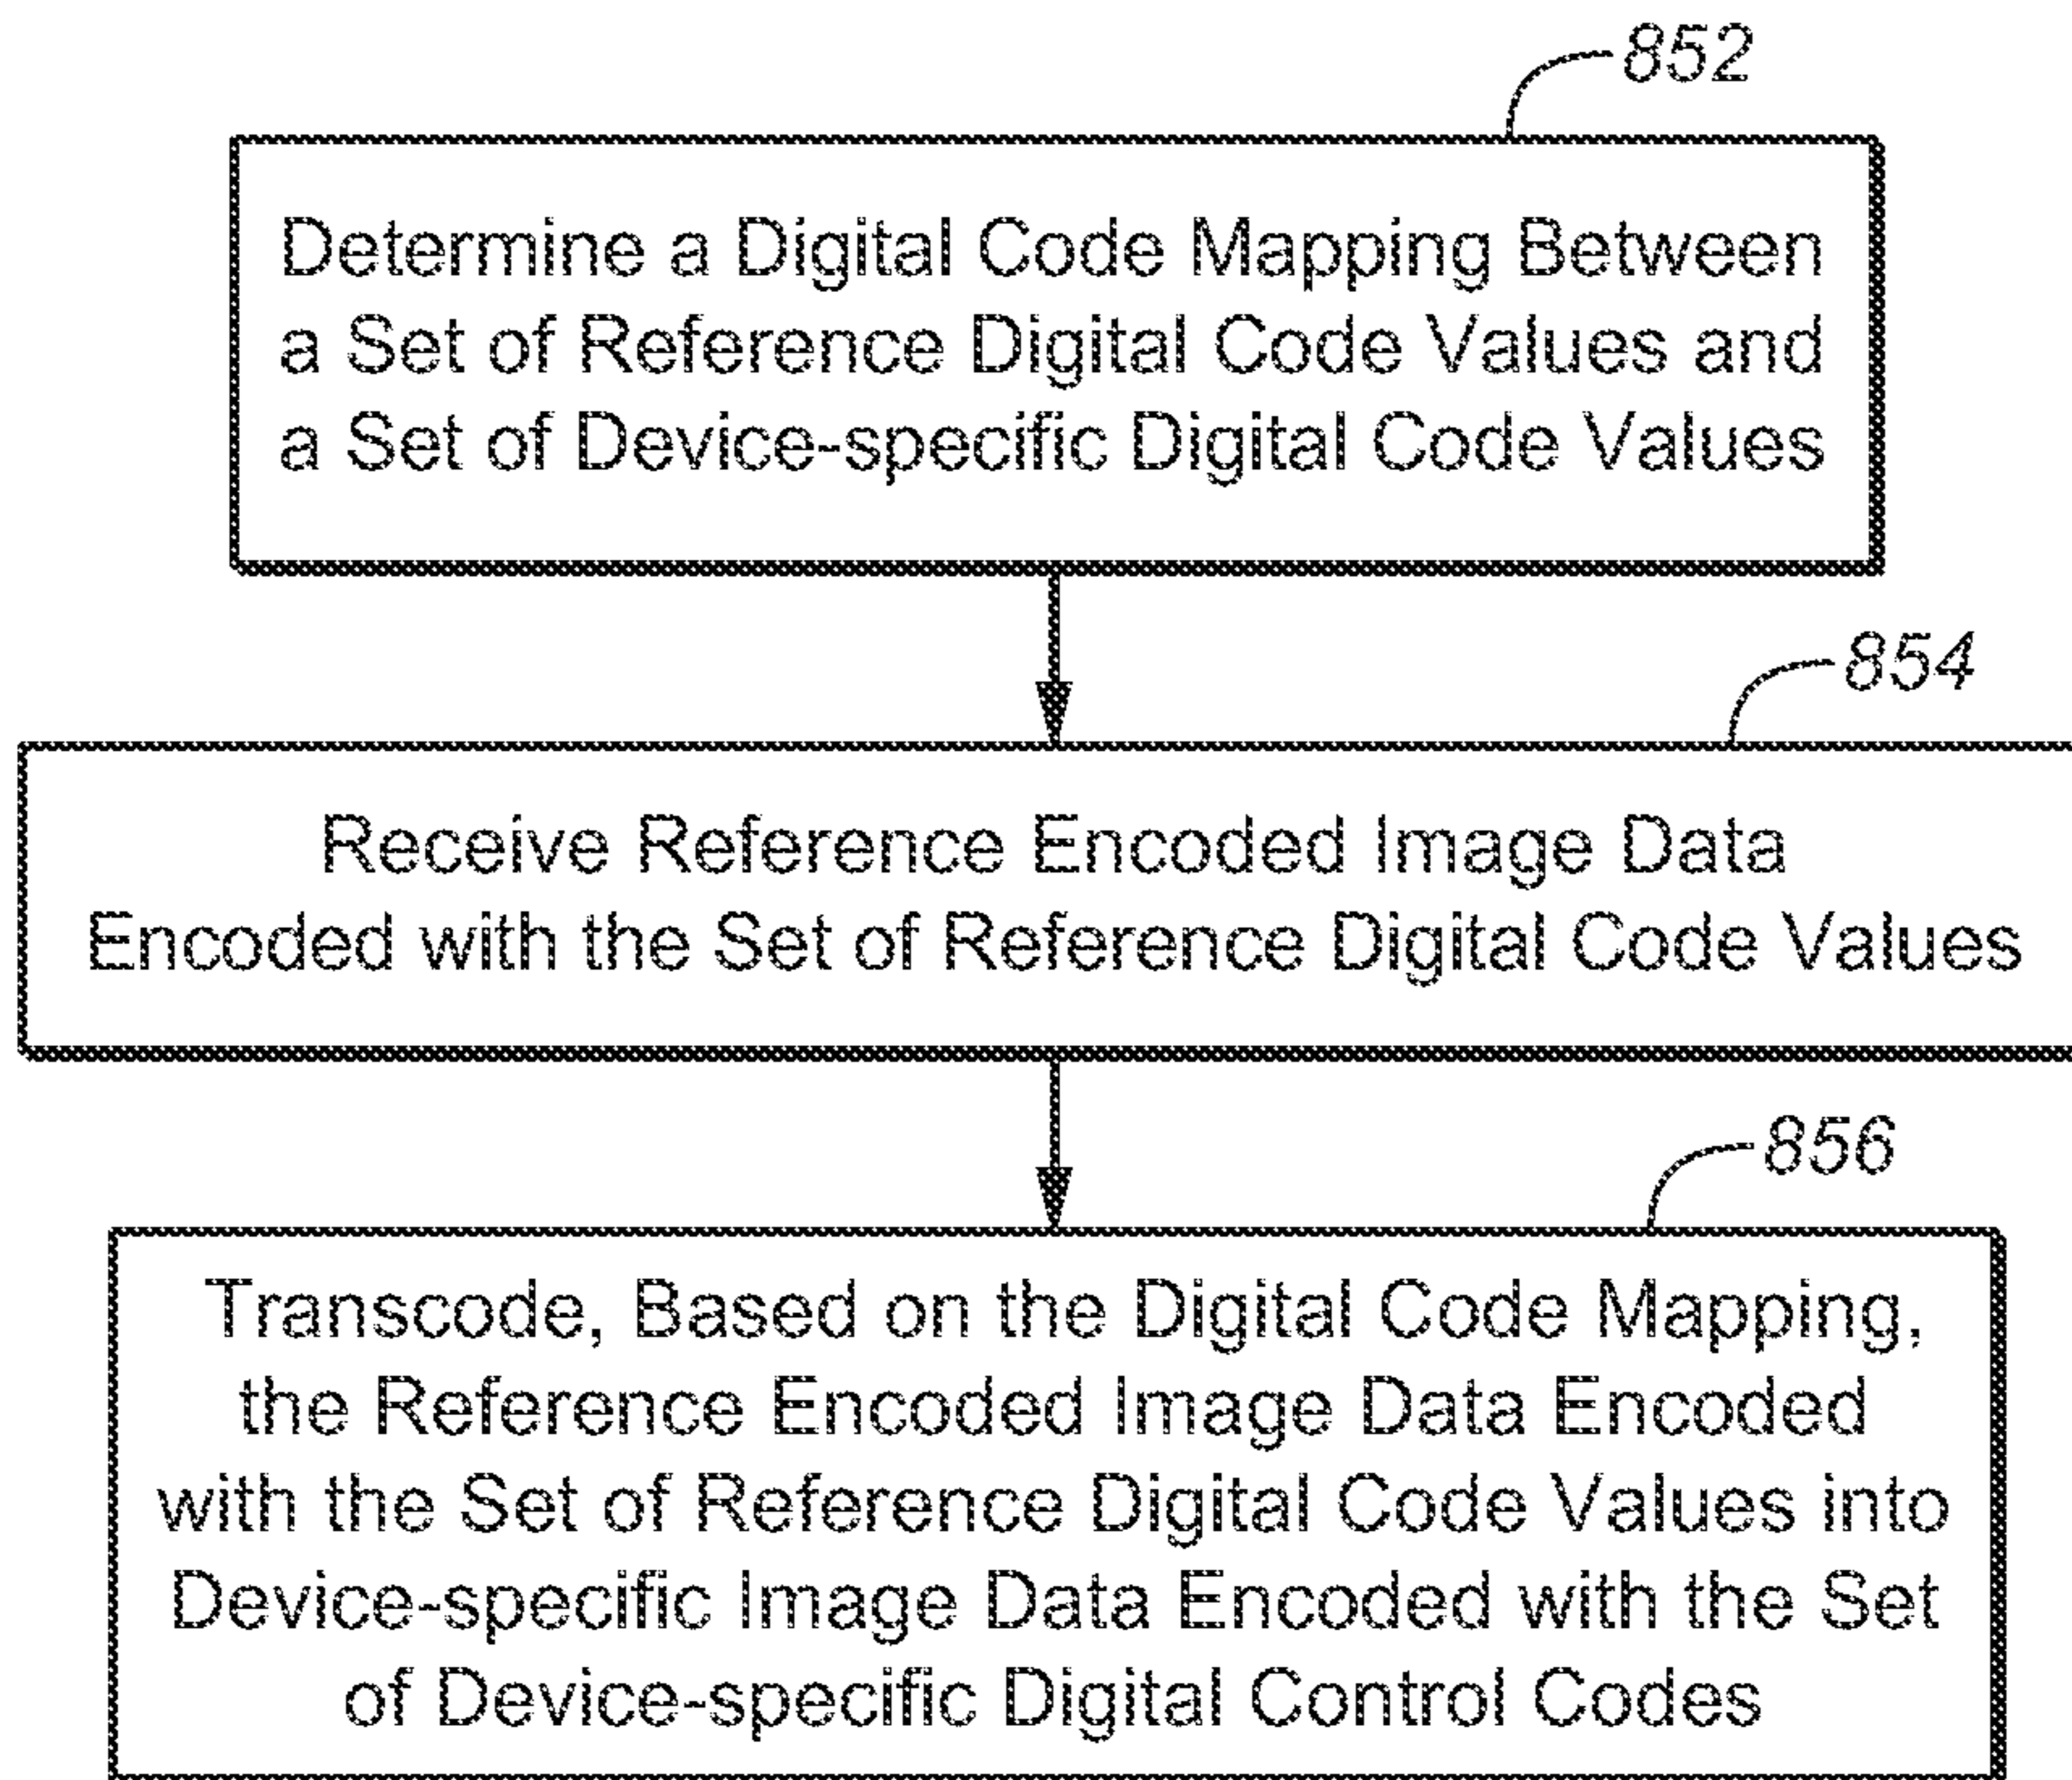 852
Determine a Digital Code Mapping Between
a Set of Reference Digital Code Values and
a Set of Device-specific Digital Code Values
854
Receive Reference Encoded Image Data
Encoded with the Set of Reference Digital Code Values
856
Transcode, Based on the Digital Code Mapping,
the Reference Encoded Image Data Encoded
with the Set of Reference Digital Code Values into
Device-specific Image Data Encoded with the Set
of Device-specific Digital Control Codes